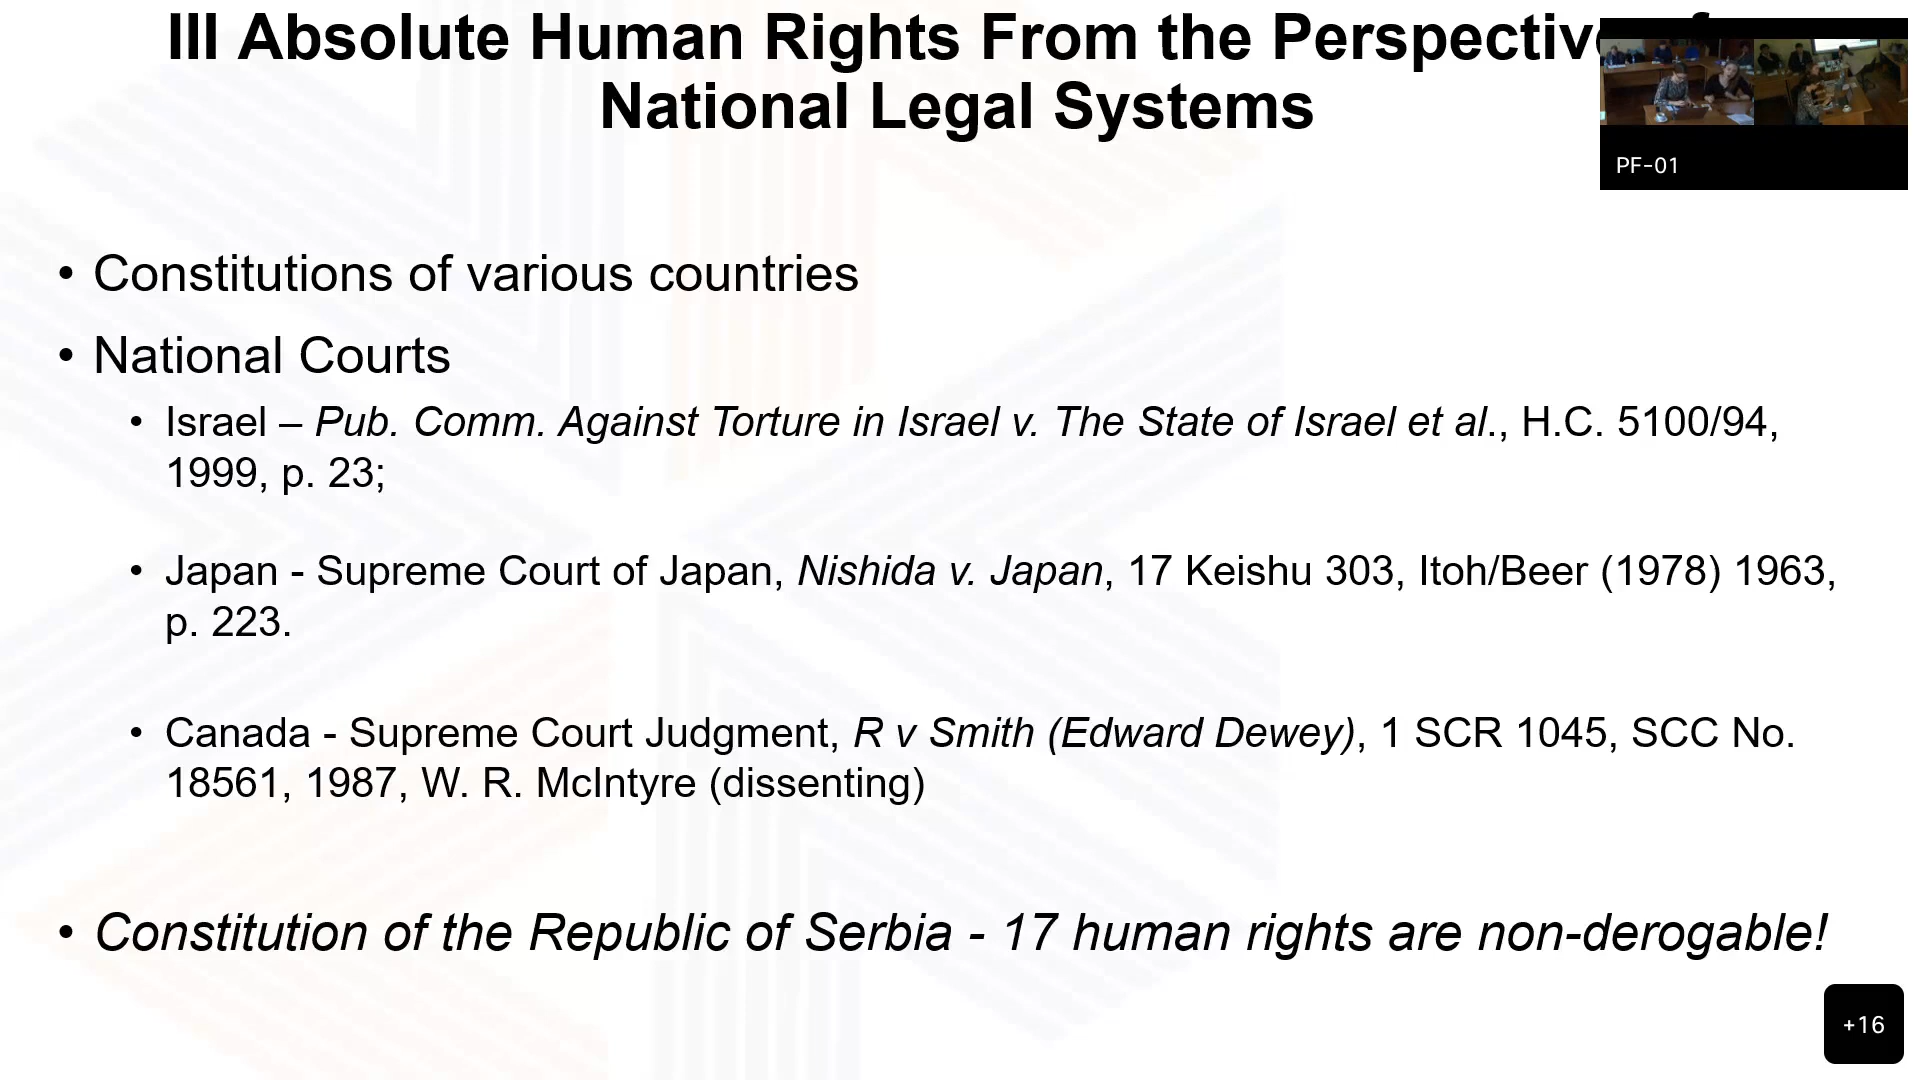 III Absolute Human Rights From the Perspective of
National Legal Systems
PF-01
• Constitutions of various countries
• National Courts
• Israel – Pub. Comm. Against Torture in Israel v. The State of Israel et al., H.C. 5100/94,
1999, p. 23;
• Japan - Supreme Court of Japan, Nishida v. Japan, 17 Keishu 303, Itoh/Beer (1978) 1963,
p. 223.
• Canada - Supreme Court Judgment, R v Smith (Edward Dewey), 1 SCR 1045, SCC No.
18561, 1987, W. R. McIntyre (dissenting)
• Constitution of the Republic of Serbia - 17 human rights are non-derogable!
+16